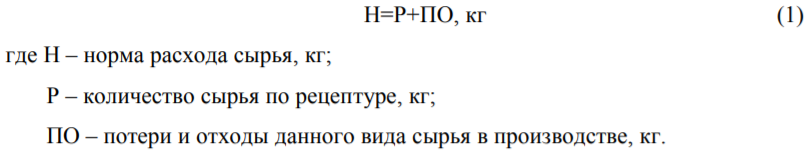 Н=Р+ПО, кг (1)
где Н – норма расхода сырья, кг;
Р – количество сырья по рецептуре, кг;
ПО – потери и отходы данного вида сырья в производстве, кг.